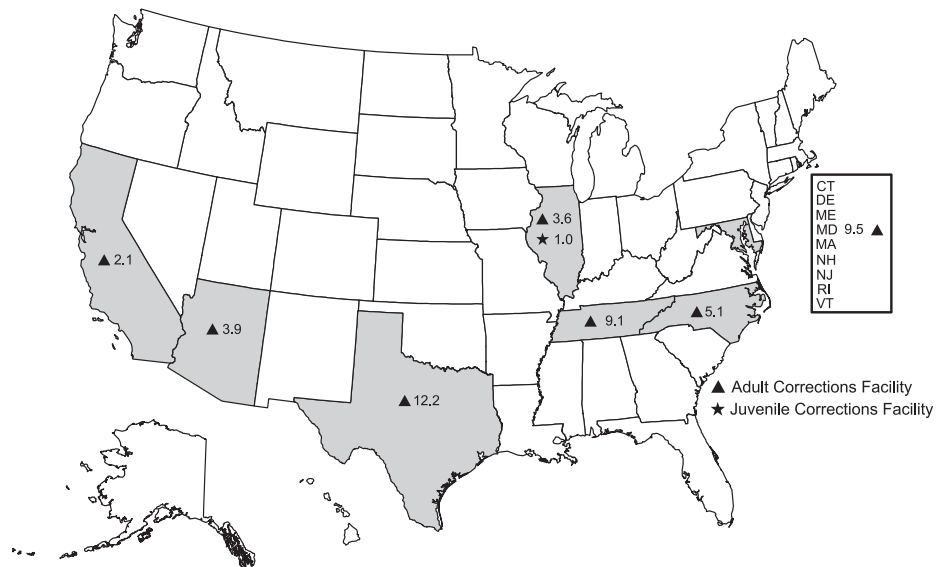 ▲ 3.6
★ 1.0
CT
DE
ME
MD 9.5 ▲
MA
NH
NJ
RI
VT
▲ 2.1
▲ 3.9
▲ 9.1
▲ 5.1
▲ 12.2
▲ Adult Corrections Facility
★ Juvenile Corrections Facility